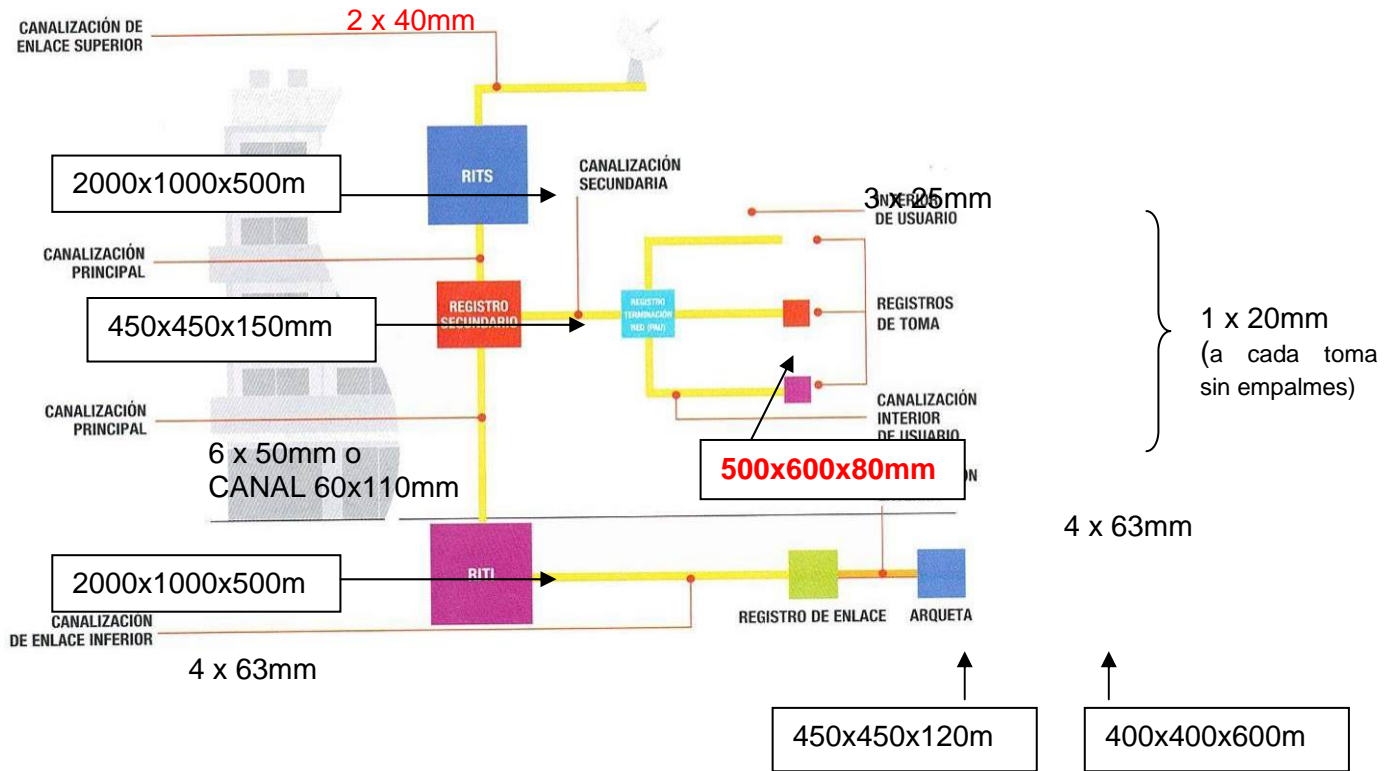 CANALIZACIÓN DE
ENLACE SUPERIOR
2 x 40mm
2000x1000x500m
RITS
CANALIZACIÓN
SECUNDARIA
3 x 25mm
INTERIOR
DE USUARIO
CANALIZACIÓN
PRINCIPAL
450x450x150mm
REGISTRO
SECUNDARIO
REGISTRO
TERMINACIÓN
RED (PAU)
REGISTROS
DE TOMA
1 x 20mm
(a cada toma
sin empalmes)
CANALIZACIÓN
PRINCIPAL
6 x 50mm o
CANAL 60x110mm
CANALIZACIÓN
INTERIOR
DE USUARIO
500x600x80mm
4 x 63mm
2000x1000x500m
RITI
CANALIZACIÓN
DE ENLACE INFERIOR
4 x 63mm
REGISTRO DE ENLACE
ARQUETA
450x450x120m
400x400x600m